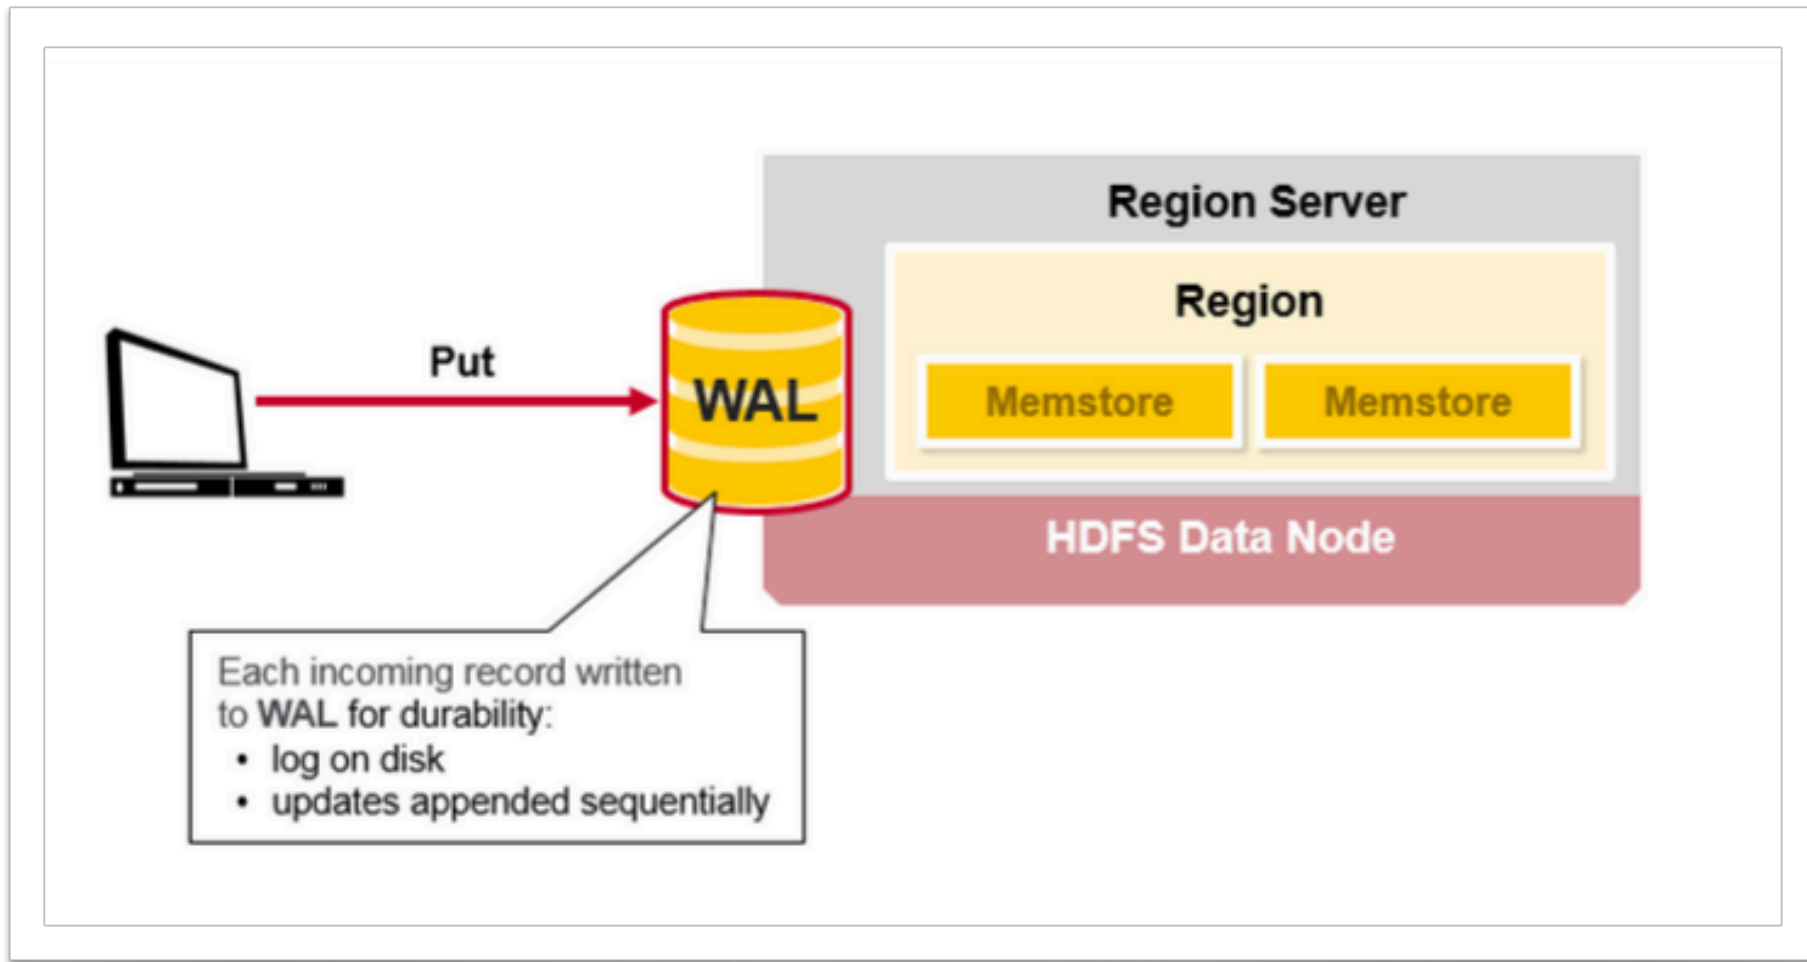 Region Server
Region
Put
WAL
Memstore
Memstore
HDFS Data Node
Each incoming record written
to WAL for durability:
• log on disk
• updates appended sequentially